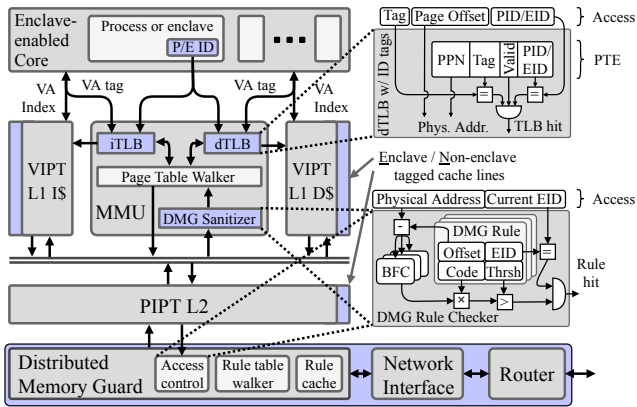 Enclave-
enabled
Core
Process or enclave
P/E ID
VA tag
VA tag
VA
Index
VA
Index
iTLB
dTLB
VIPT
L1 I$
Page Table Walker
MMU
DMG Sanitizer
VIPT
L1 D$
PIPT L2
Distributed
Memory Guard
Access
control
Rule table
walker
Rule
cache
Network
Interface
Router
Tag
Page Offset
PID/EID
Access
dTLB w/ ID tags
PPN
Tag
Valid
PID/
EID
PTE
=
=
Phys. Addr.
TLB hit
Enclave / Non-enclave
tagged cache lines
Physical Address
Current EID
Access
-
DMG Rule
Offset
EID
=
BFC
Code
Thrsh
Rule
hit
×
>
DMG Rule Checker